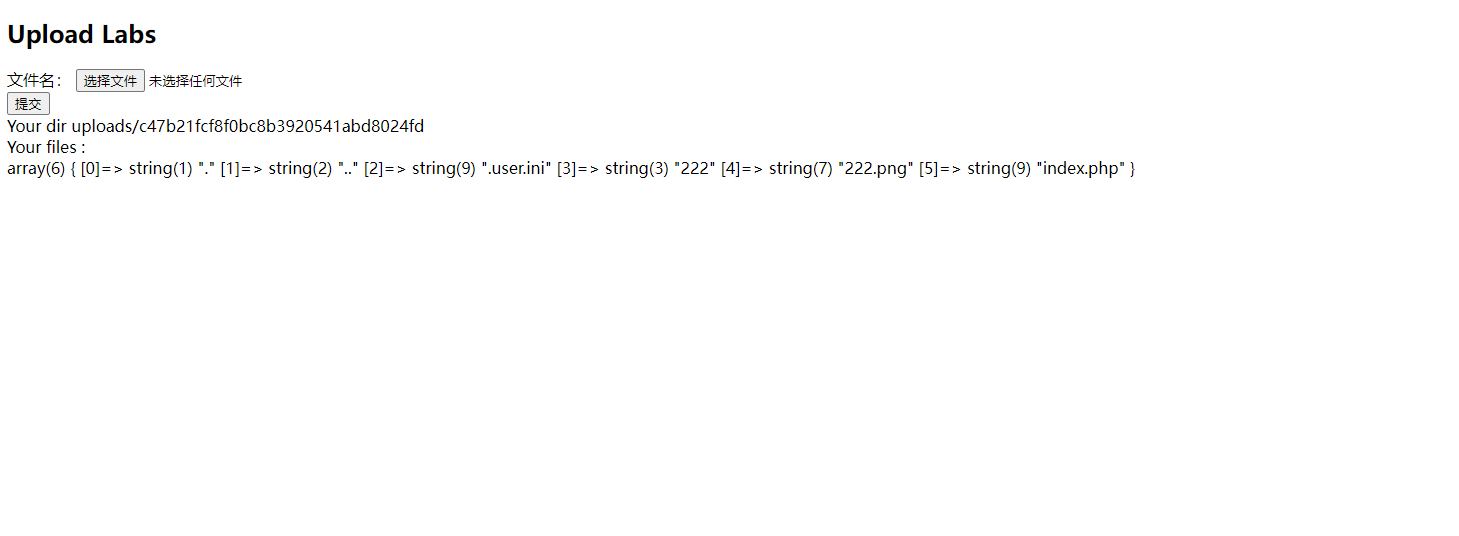 Upload Labs
文件名： 选择文件 未选择任何文件
提交
Your dir uploads/c47b21fcf8f0bc8b3920541abd8024fd
Your files :
array(6) { [0]=> string(1) "." [1]=> string(2) ".." [2]=> string(9) ".user.ini" [3]=> string(3) "222" [4]=> string(7) "222.png" [5]=> string(9) "index.php" }